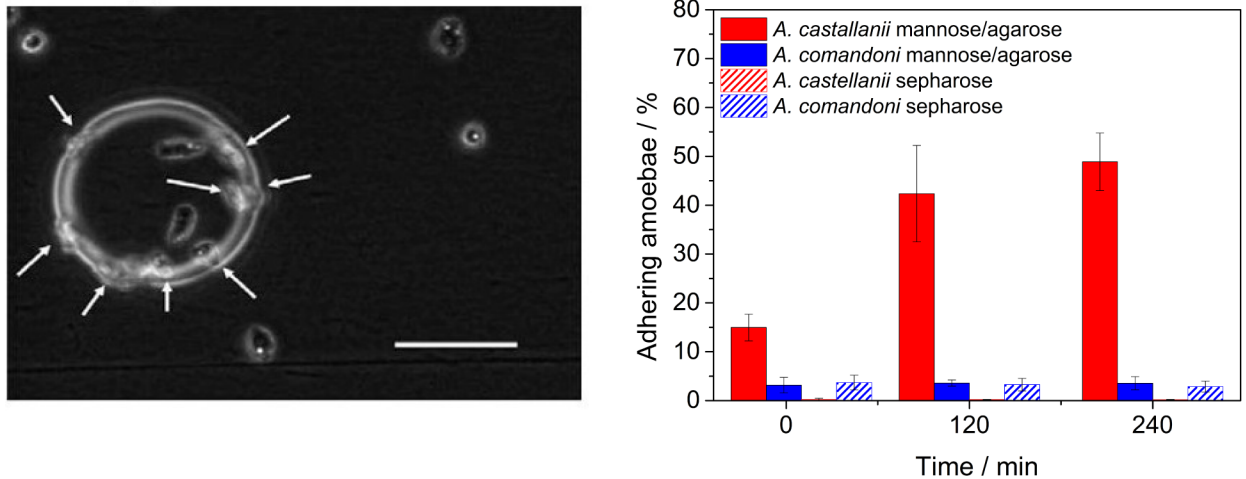 80
70
60
50
40
30
20
10
0
Adhering amoebae / %
A. castallanii mannose/agarose
A. comandoni mannose/agarose
A. castellanii sepharose
A. comandoni sepharose
0 120 240
Time / min